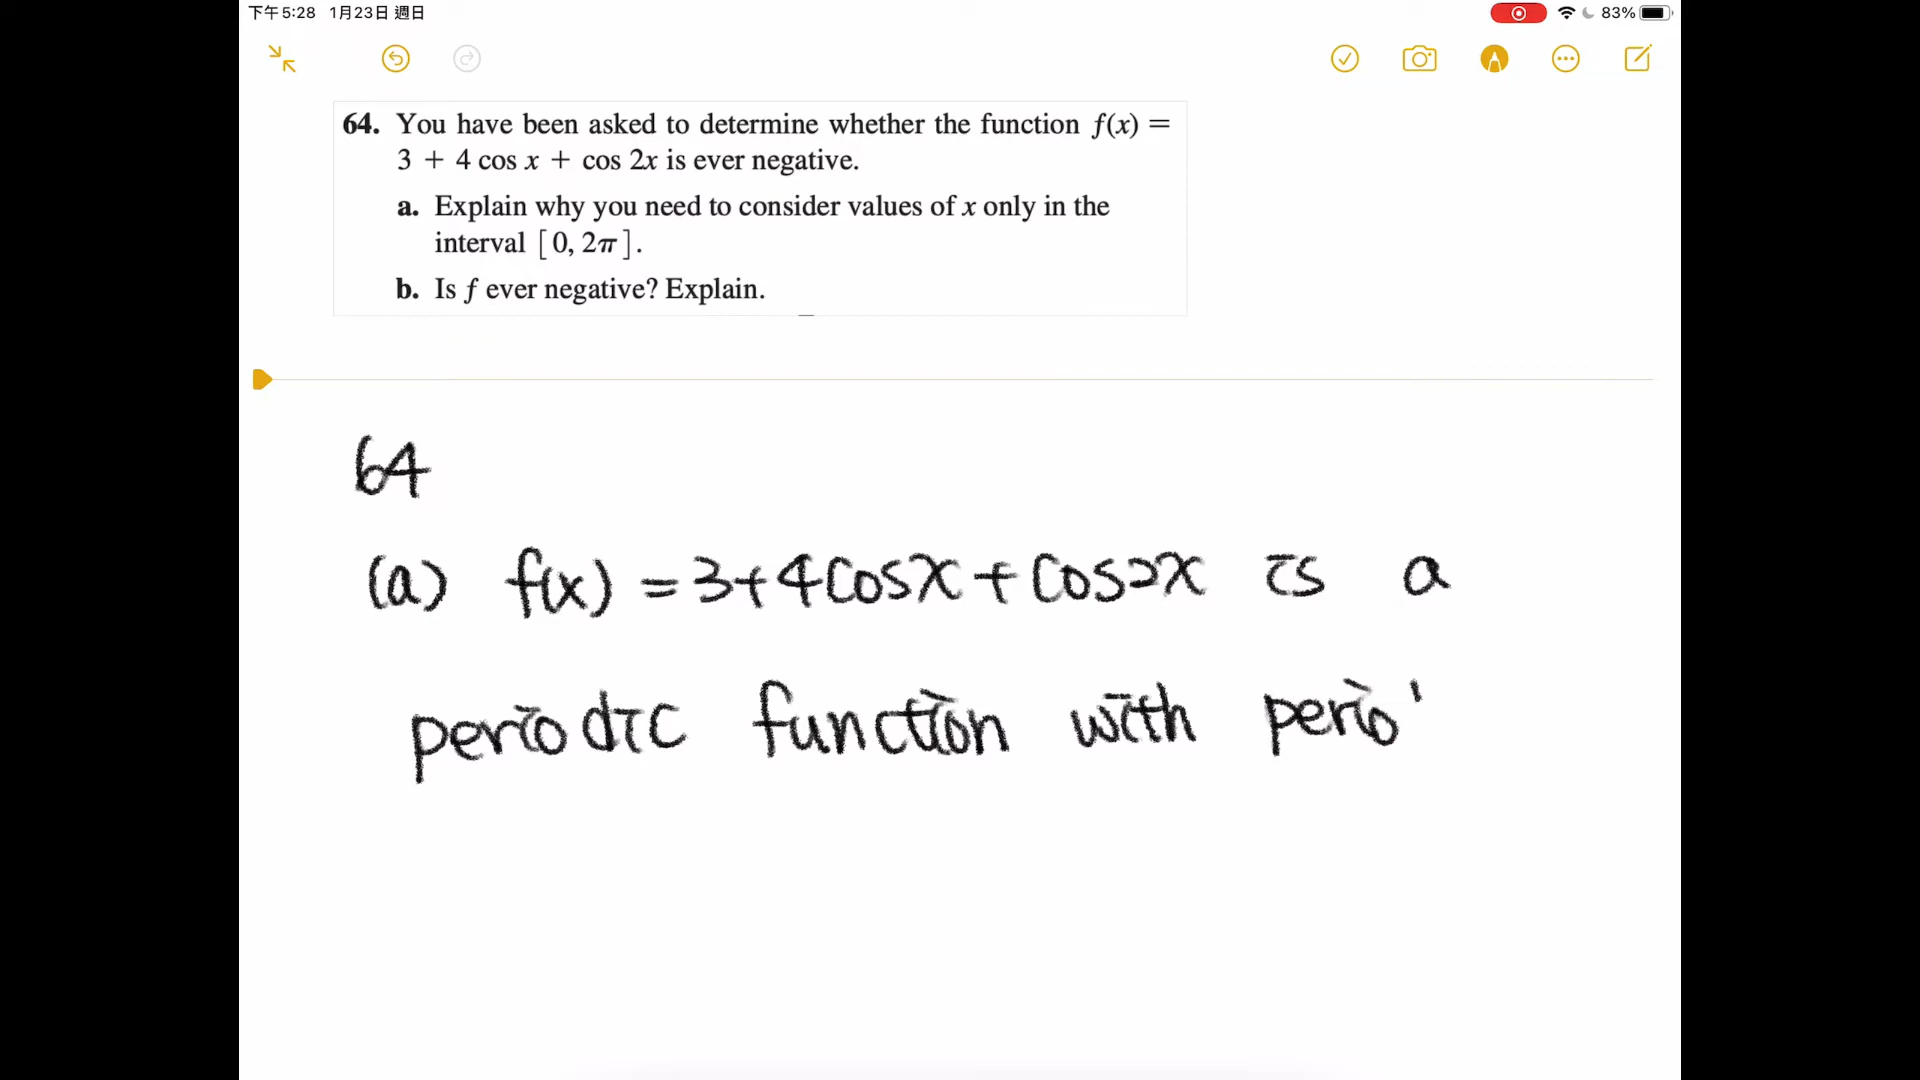 下午5:28 1月23日 週日
83%
64. You have been asked to determine whether the function f(x) =
3 + 4 cos x + cos 2x is ever negative.
a. Explain why you need to consider values of x only in the
interval [0, 2π].
b. Is f ever negative? Explain.
64
(a) f(x) = 3+4cosx+cos2x is a
periodic function with perio